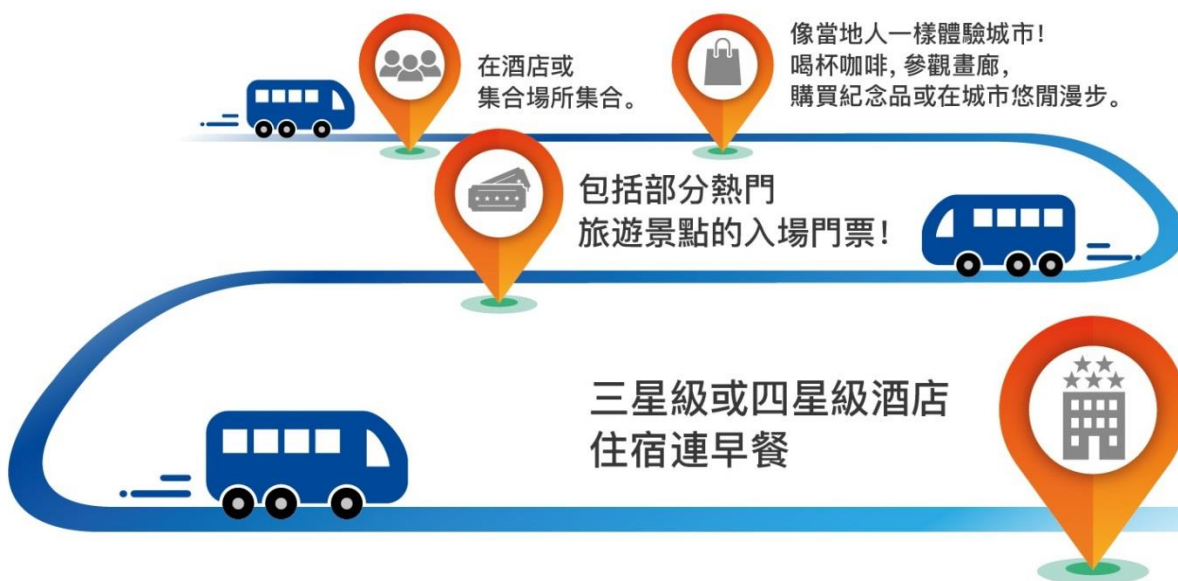 在酒店或
集合場所集合。
像當地人一樣體驗城市!
喝杯咖啡, 參觀畫廊,
購買紀念品或在城市悠閒漫步。
包括部分熱門
旅遊景點的入場門票!
三星級或四星級酒店
住宿連早餐